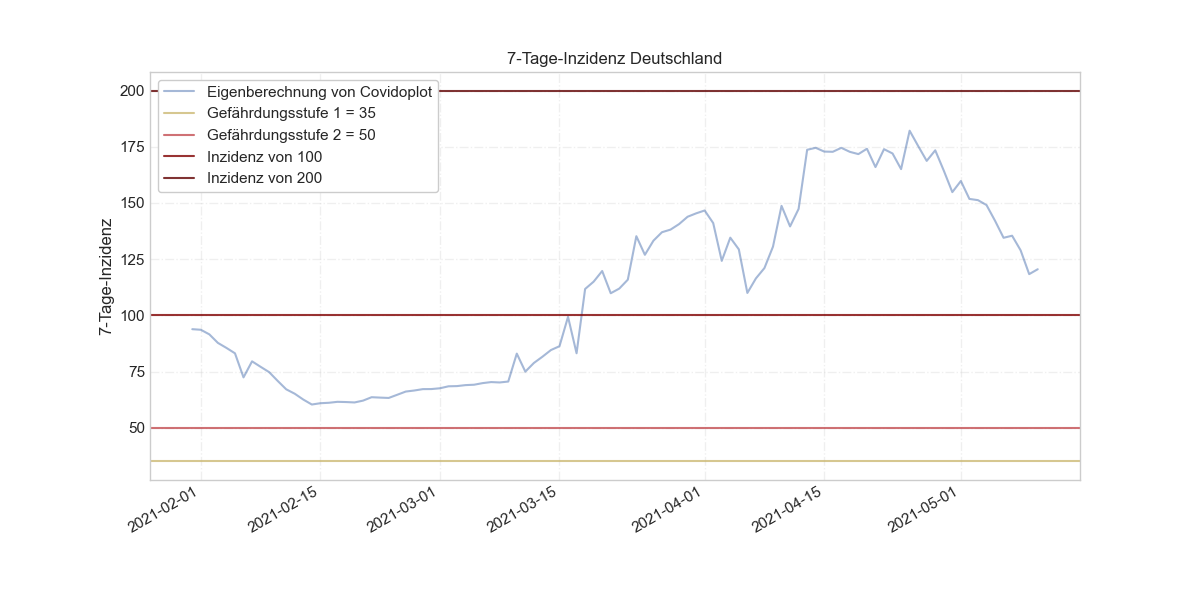 7-Tage-Inzidenz Deutschland
Eigenberechnung von Covidoplot
Gefährdungsstufe 1 = 35
Gefährdungsstufe 2 = 50
Inzidenz von 100
Inzidenz von 200
7-Tage-Inzidenz
200
175
150
125
100
75
50
2021-02-01
2021-02-15
2021-03-01
2021-03-15
2021-04-01
2021-04-15
2021-05-01